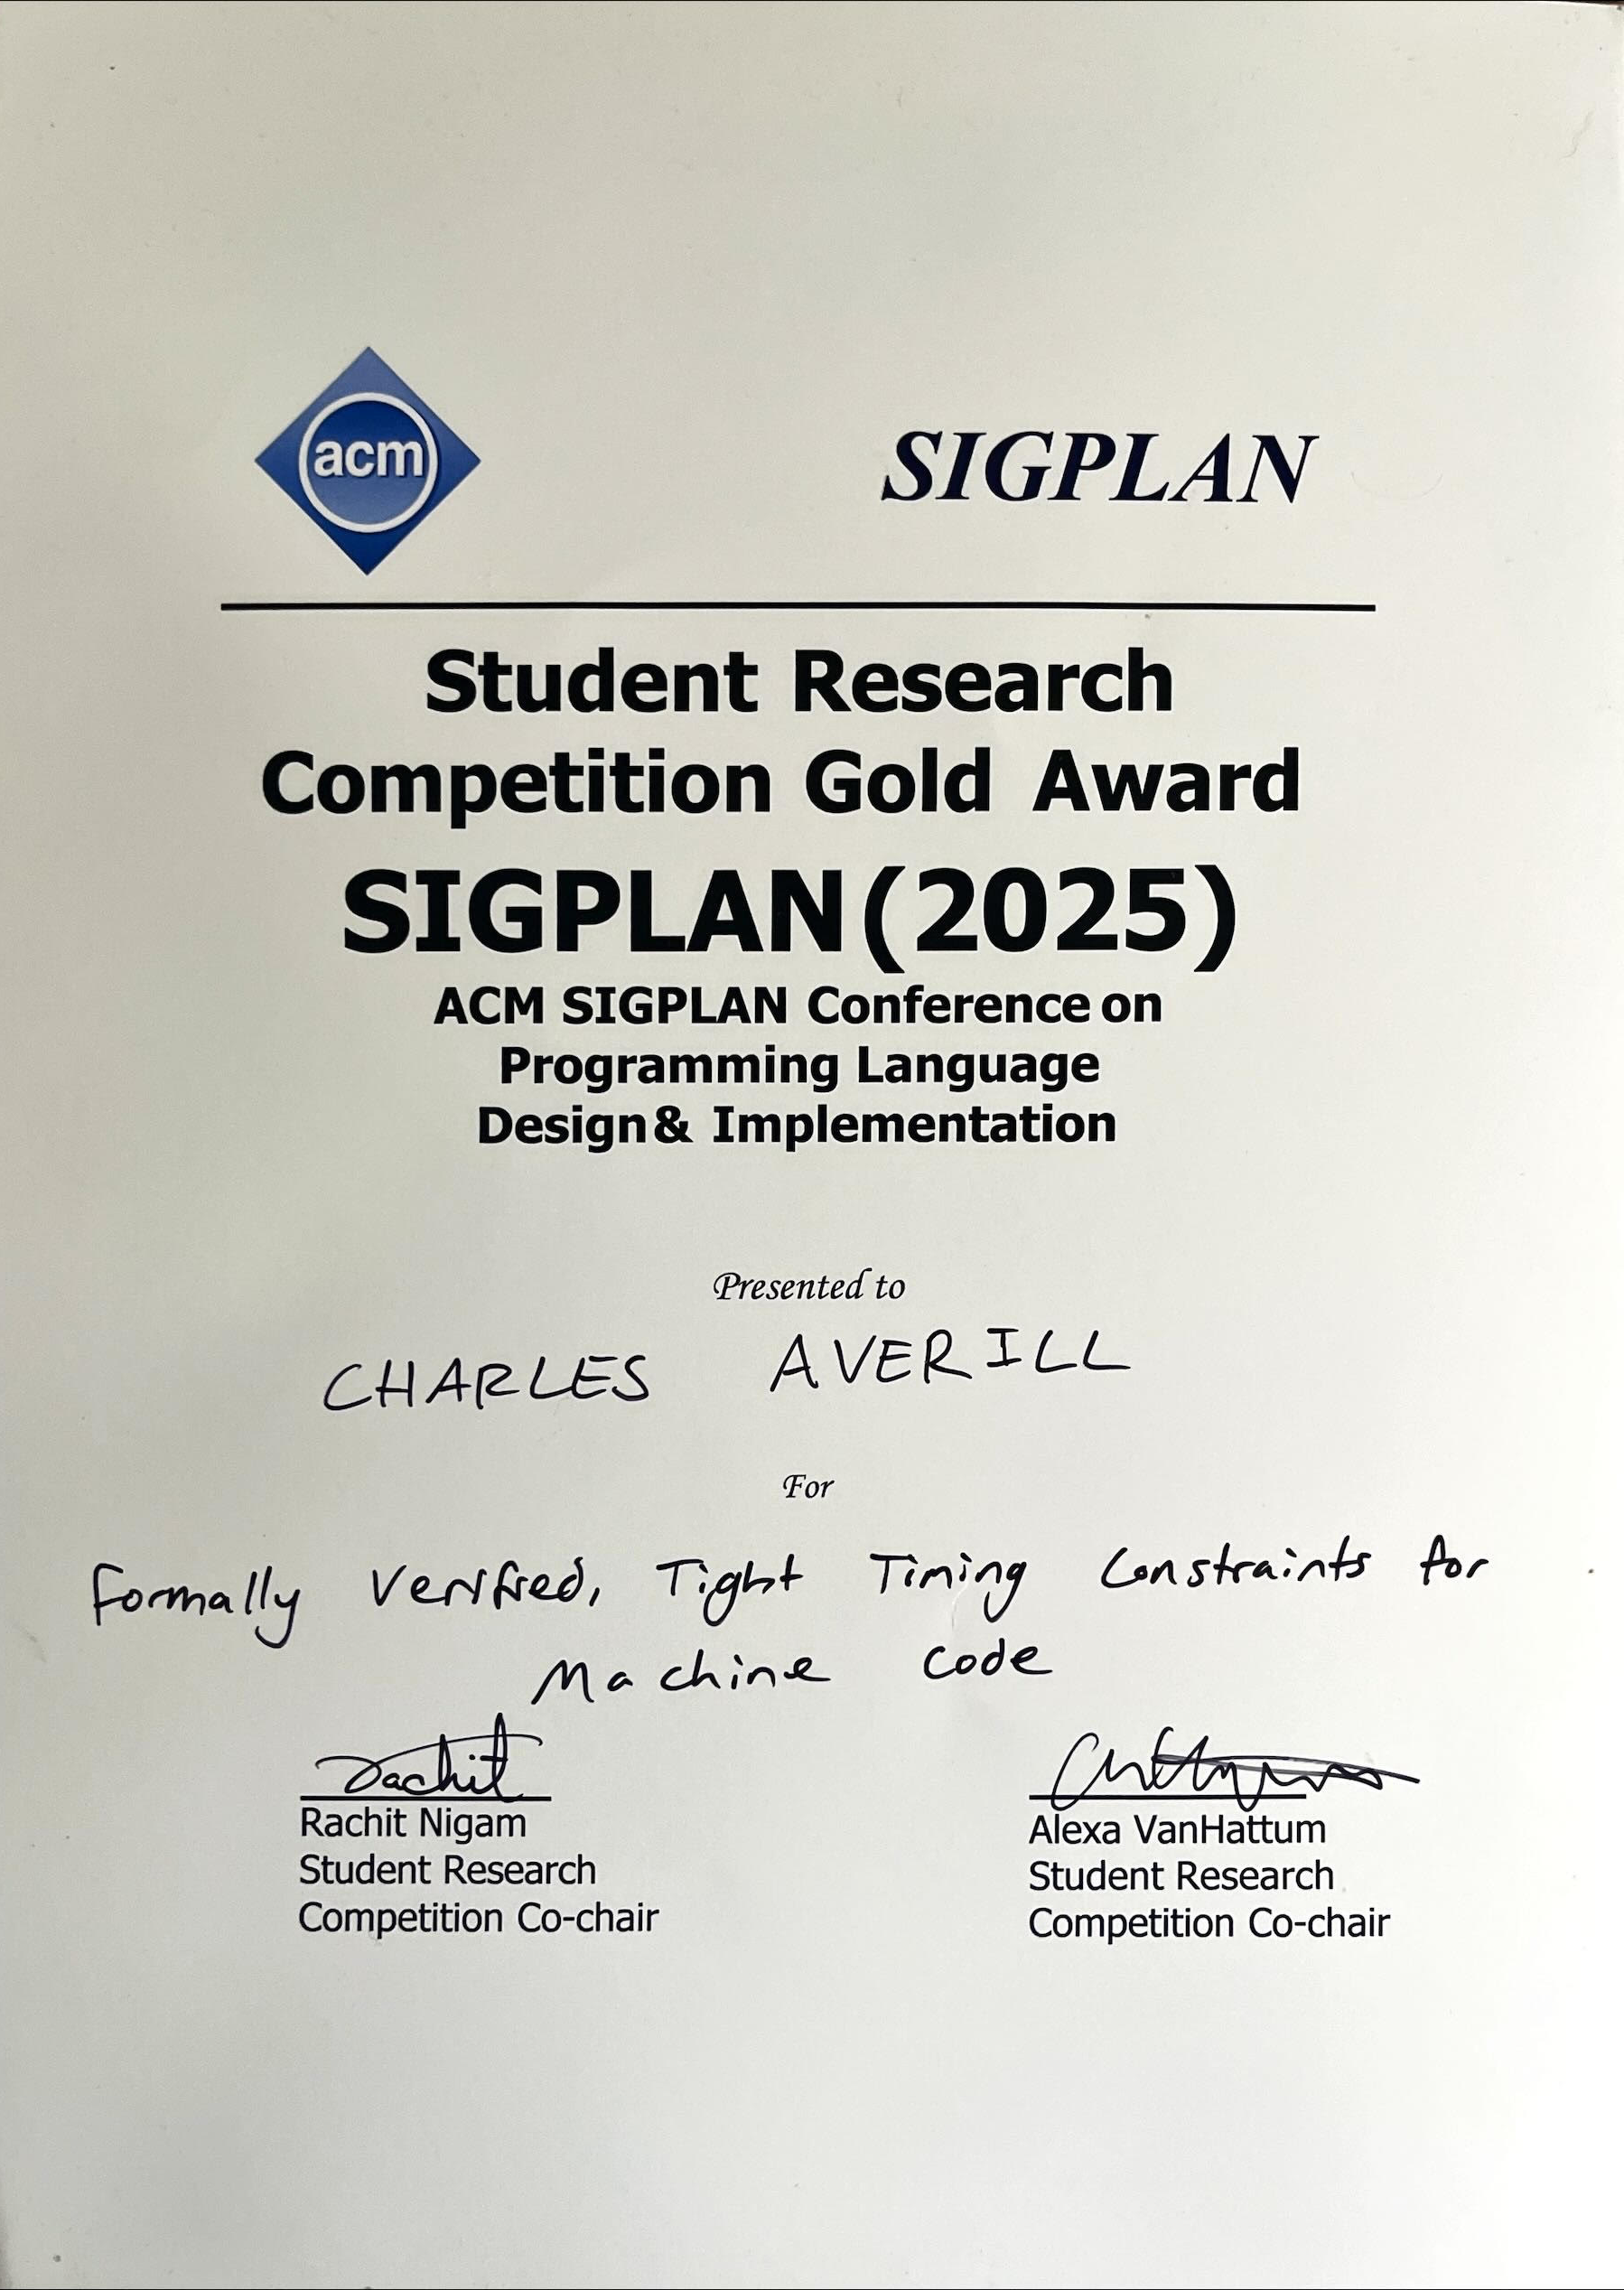 acm
SIGPLAN
Student Research
Competition Gold Award
SIGPLAN (2025)
ACM SIGPLAN Conference on
Programming Language
Design & Implementation
Presented to
CHARLES AVERILL
For
Formally Verified, Tight Timing Constraints for
Machine Code
Rachit
Rachit Nigam
Student Research
Competition Co-chair
Alexa VanHattum
Student Research
Competition Co-chair